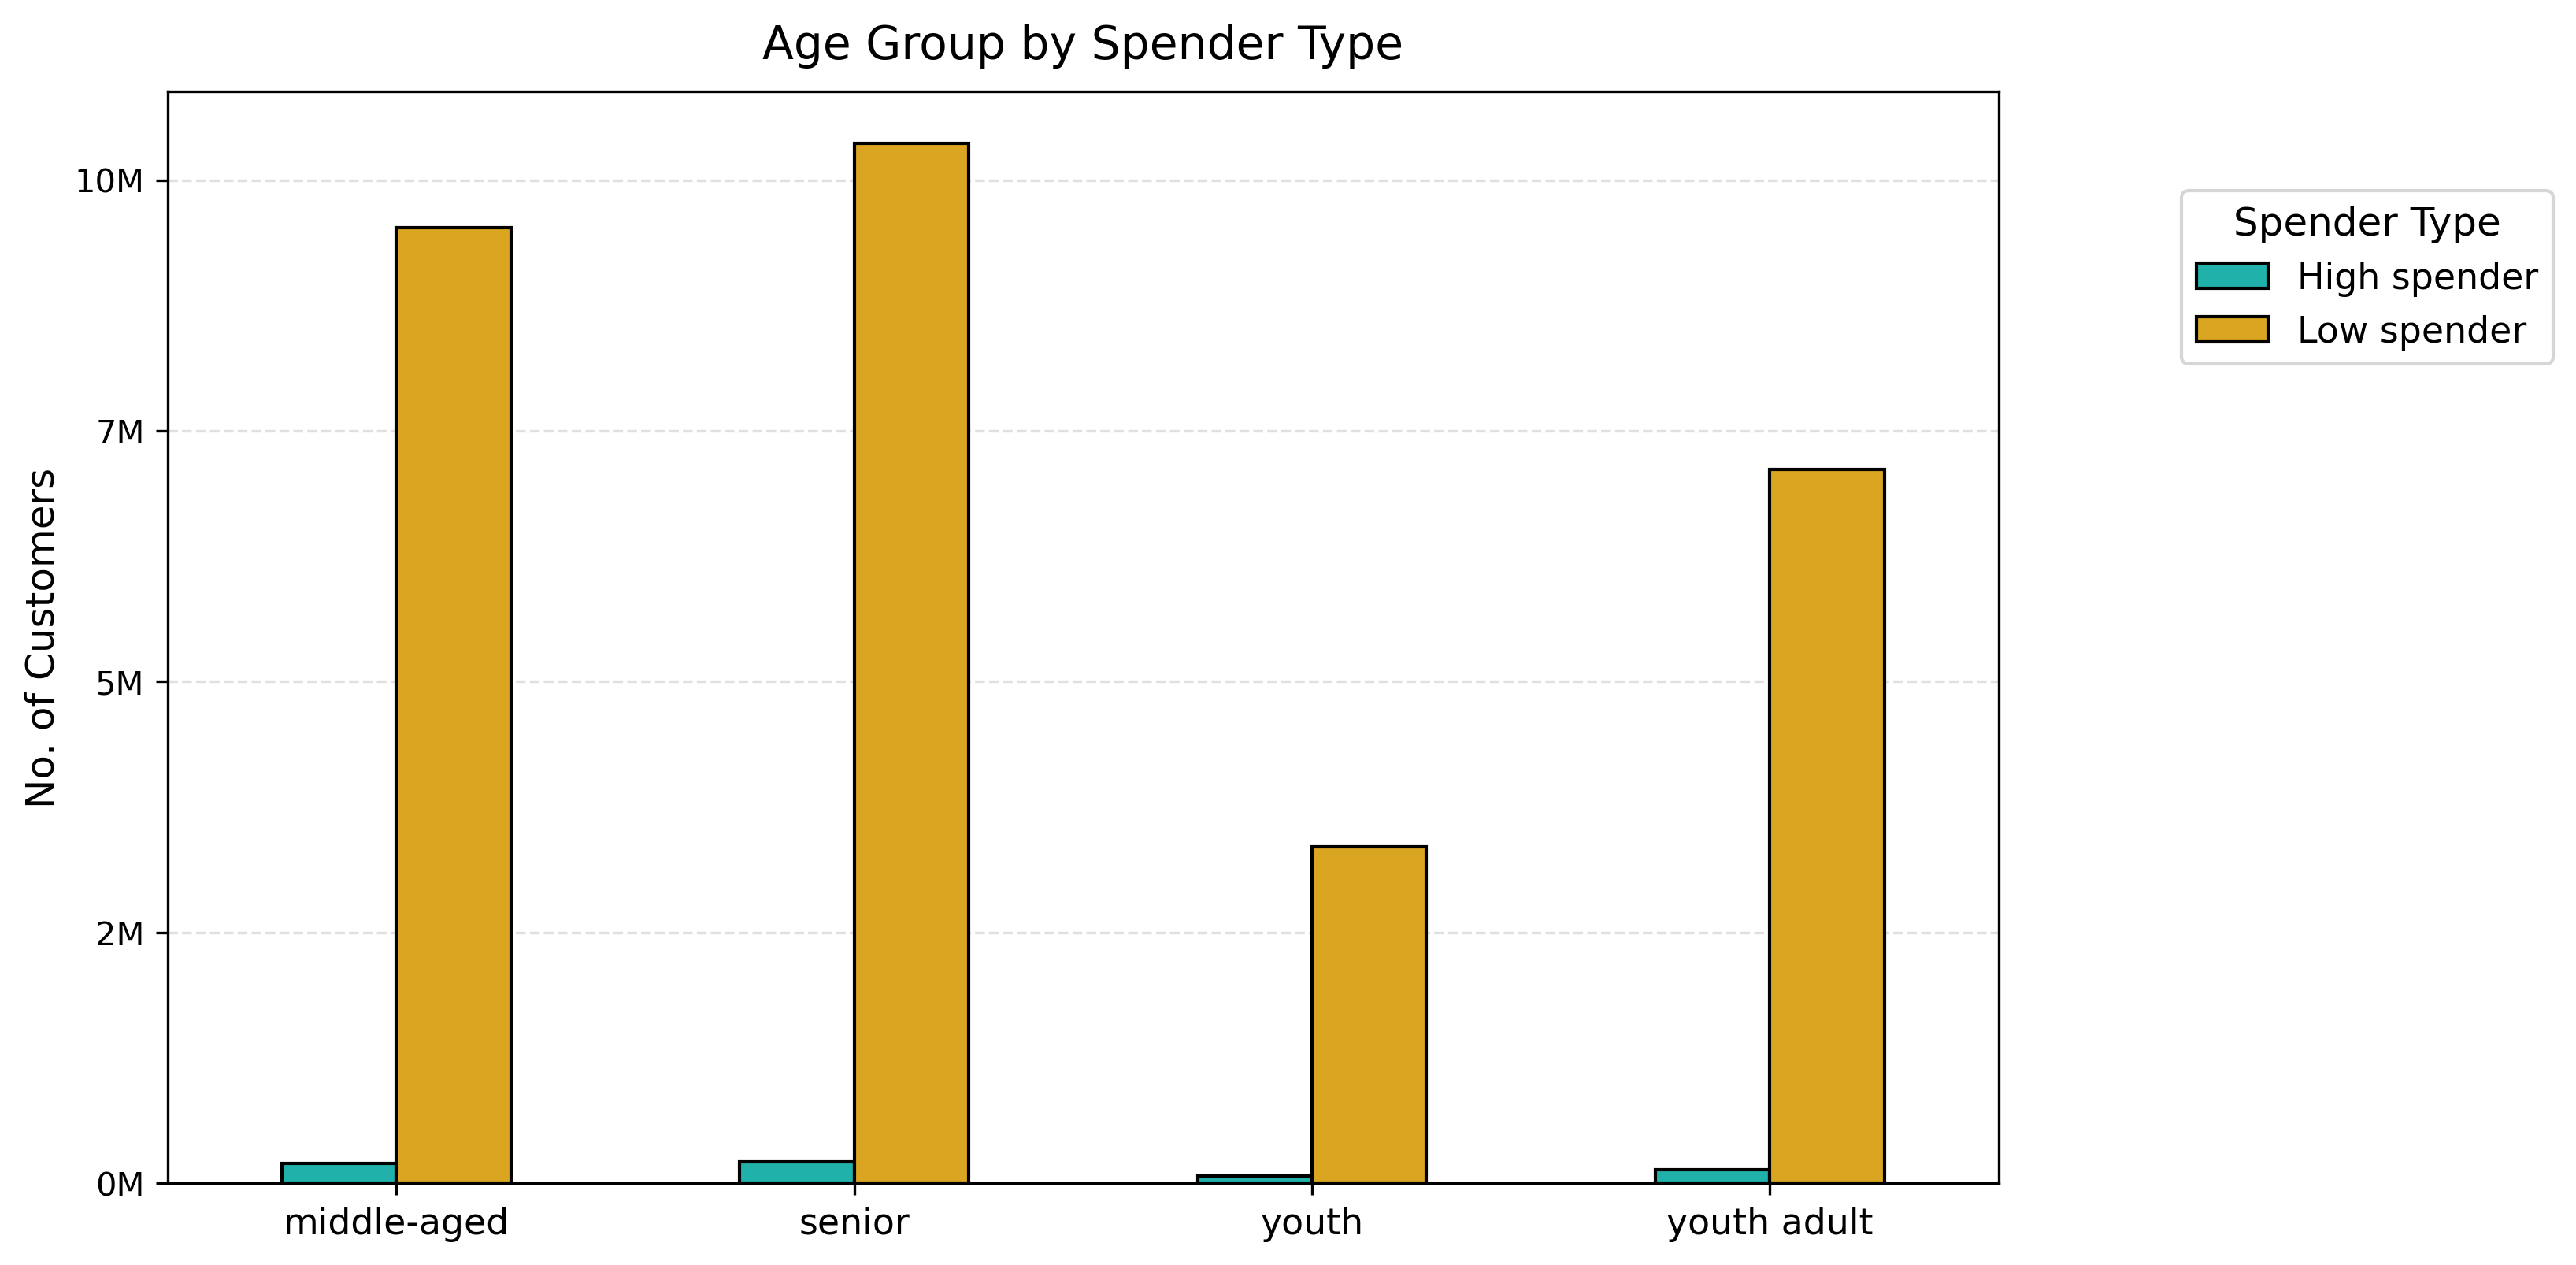 Age Group by Spender Type
No. of Customers
10M
7M
5M
2M
0M
middle-aged
senior
youth
youth adult
Spender Type
High spender
Low spender